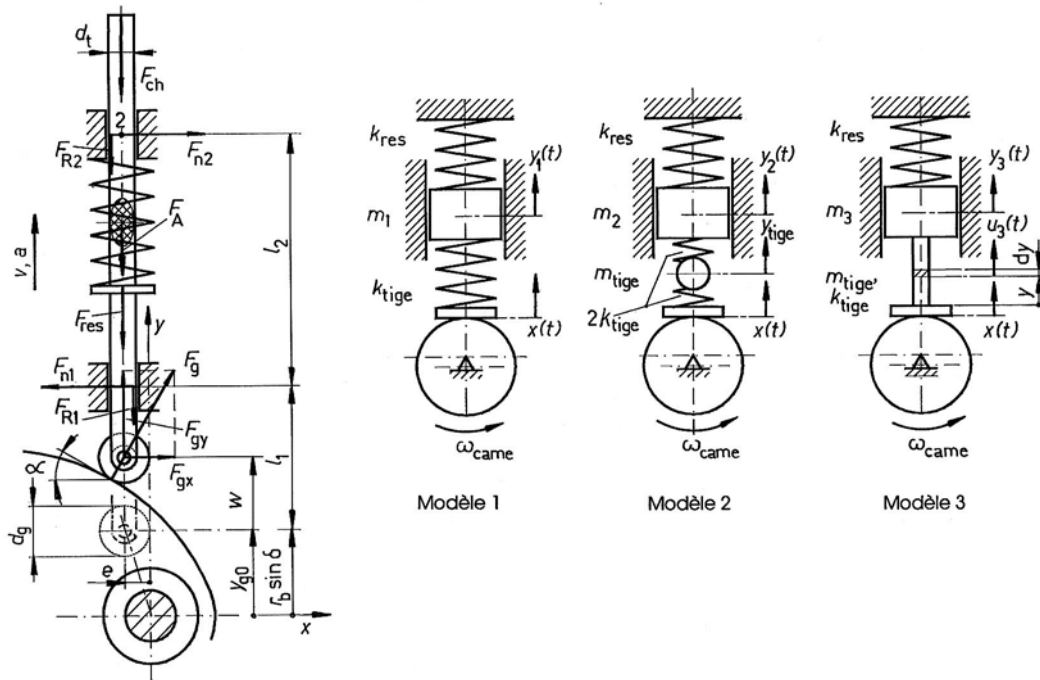 d_t
F_ch
2
F_R2
F_n2
F_A
v, a
l_2
F_res
y
F_n1
F_g
F_R1
F_gy
α
F_gx
w
l_1
d_g
e
y_g0
r_b sin δ
x
k_res
y_1(t)
m_1
k_tige
x(t)
ω_came
Modèle 1
k_res
y_2(t)
m_2
y_tige
m_tige
2k_tige
x(t)
ω_came
Modèle 2
k_res
y_3(t)
m_3
u_3(t)
dy
m_tige,
k_tige
y
x(t)
ω_came
Modèle 3